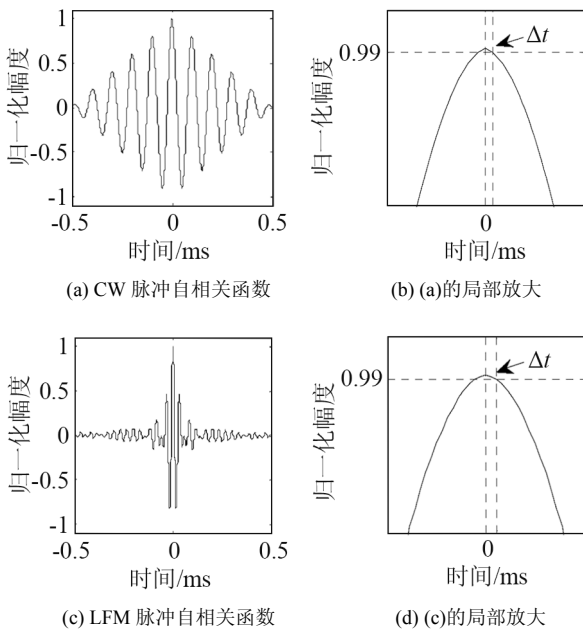 1
0.5
0
-0.5
-1
-0.5
0
0.5
归一化幅度
时间/ms
(a) CW 脉冲自相关函数
0.99
Δt
0
归一化幅度
时间/ms
(b) (a)的局部放大
1
0.5
0
-0.5
-1
-0.5
0
0.5
归一化幅度
时间/ms
(c) LFM 脉冲自相关函数
0.99
Δt
0
归一化幅度
时间/ms
(d) (c)的局部放大